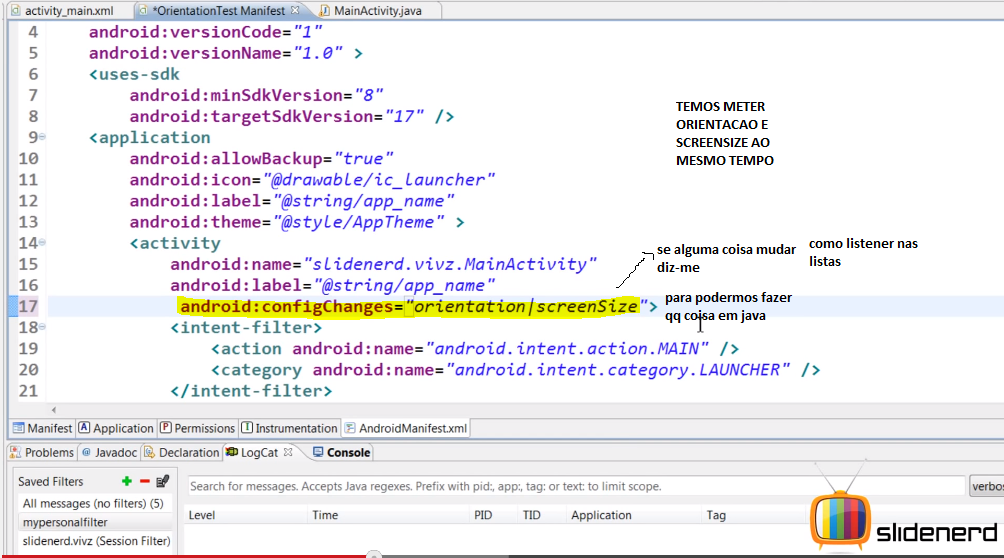 activity_main.xml
*OrientationTest Manifest
MainActivity.java
4 android:versionCode="1"
5 android:versionName="1.0" >
6 <uses-sdk
7 android:minSdkVersion="8"
8 android:targetSdkVersion="17" />
9 <application
10 android:allowBackup="true"
11 android:icon="@drawable/ic_launcher"
12 android:label="@string/app_name"
13 android:theme="@style/AppTheme" >
14 <activity
15 android:name="slidenerd.vivz.MainActivity"
16 android:label="@string/app_name"
17 android:configChanges="orientation|screenSize">
18 <intent-filter>
19 <action android:name="android.intent.action.MAIN" />
20 <category android:name="android.intent.category.LAUNCHER" />
21 </intent-filter>
TEMOS METER
ORIENTACAO E
SCREENSIZE AO
MESMO TEMPO
se alguma coisa mudar
diz-me
como listener nas
listas
para podermos fazer
qq coisa em java
Manifest
A Application
P Permissions
I Instrumentation
AndroidManifest.xml
Problems
@ Javadoc
Declaration
LogCat
Console
Saved Filters
All messages (no filters) (5)
mypersonalfilter
slidenerd.vivz (Session Filter)
Search for messages. Accepts Java regexes. Prefix with pid:, app:, tag: or text: to limit scope.
verbos
Level Time PID TID Application Tag
slidenerd